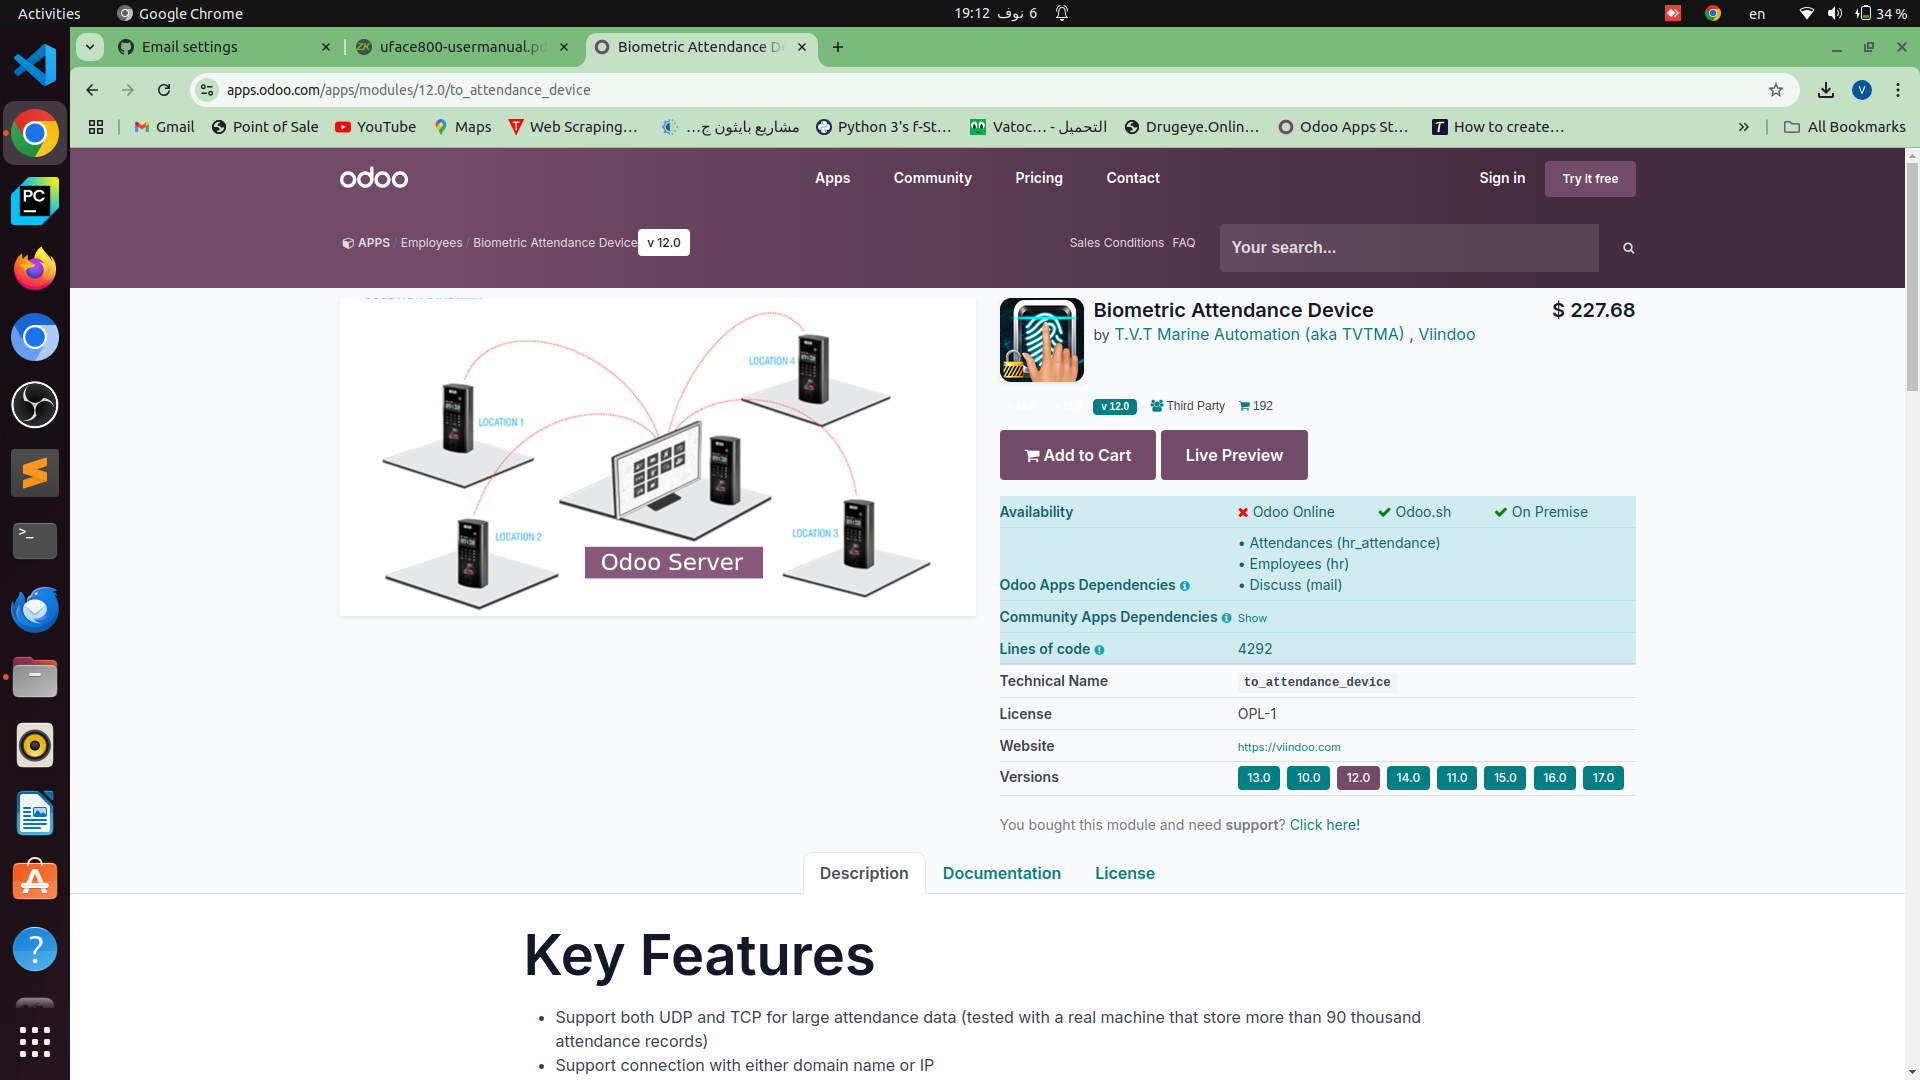 Activities
Google Chrome
19:12 6 نوف
en
34 %
Email settings
uface800-usermanual.pd
Biometric Attendance D
apps.odoo.com/apps/modules/12.0/to_attendance_device
V
Gmail
Point of Sale
YouTube
Maps
Web Scraping…
مشاريع بايثون ج…
Python 3's f-St…
Vatoc… - التحميل
Drugeye.Onlin…
Odoo Apps St…
How to create…
All Bookmarks
odoo
Apps
Community
Pricing
Contact
Sign in
Try it free
APPS / Employees / Biometric Attendance Device v 12.0
Sales Conditions
FAQ
Your search...
LOCATION 1
LOCATION 2
LOCATION 3
LOCATION 4
Odoo Server
Biometric Attendance Device
$ 227.68
by T.V.T Marine Automation (aka TVTMA) , Viindoo
v 12.0
Third Party
192
Add to Cart
Live Preview
Availability
Odoo Online
Odoo.sh
On Premise
Odoo Apps Dependencies
• Attendances (hr_attendance)
• Employees (hr)
• Discuss (mail)
Community Apps Dependencies
Show
Lines of code
4292
Technical Name
to_attendance_device
License
OPL-1
Website
https://viindoo.com
Versions
13.0 10.0 12.0 14.0 11.0 15.0 16.0 17.0
You bought this module and need support? Click here!
Description
Documentation
License
Key Features
• Support both UDP and TCP for large attendance data (tested with a real machine that store more than 90 thousand
attendance records)
• Support connection with either domain name or IP